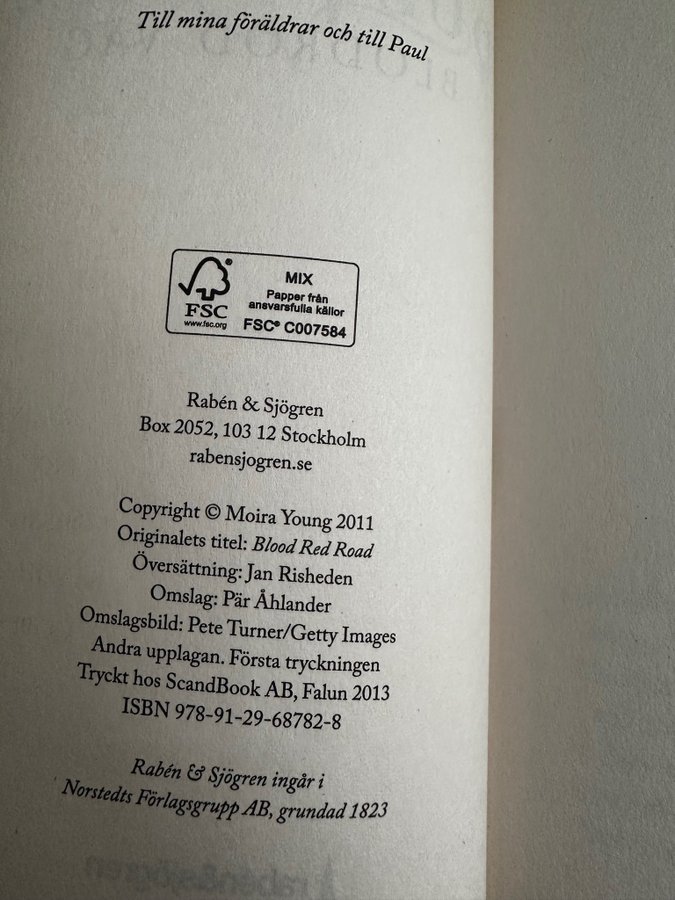 Till mina föräldrar och till Paul
BLODRÖD V
FSC
www.fsc.org
MIX
Papper från
ansvarsfulla källor
FSC® C007584
Rabén & Sjögren
Box 2052, 103 12 Stockholm
rabensjogren.se
Copyright © Moira Young 2011
Originalets titel: Blood Red Road
Översättning: Jan Risheden
Omslag: Pär Åhlander
Omslagsbild: Pete Turner/Getty Images
Andra upplagan. Första tryckningen
Tryckt hos ScandBook AB, Falun 2013
ISBN 978-91-29-68782-8
Rabén & Sjögren ingår i
Norstedts Förlagsgrupp AB, grundad 1823
rabén&sjögren